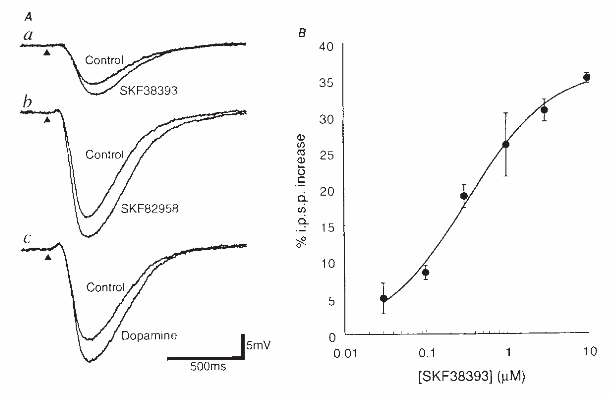 A
a
Control
SKF38393
b
Control
SKF82958
c
Control
Dopamine
5mV
500ms
B
% i.p.s.p. increase
40
35
30
25
20
15
10
5
0
0.01
0.1
1
10
[SKF38393] (μM)